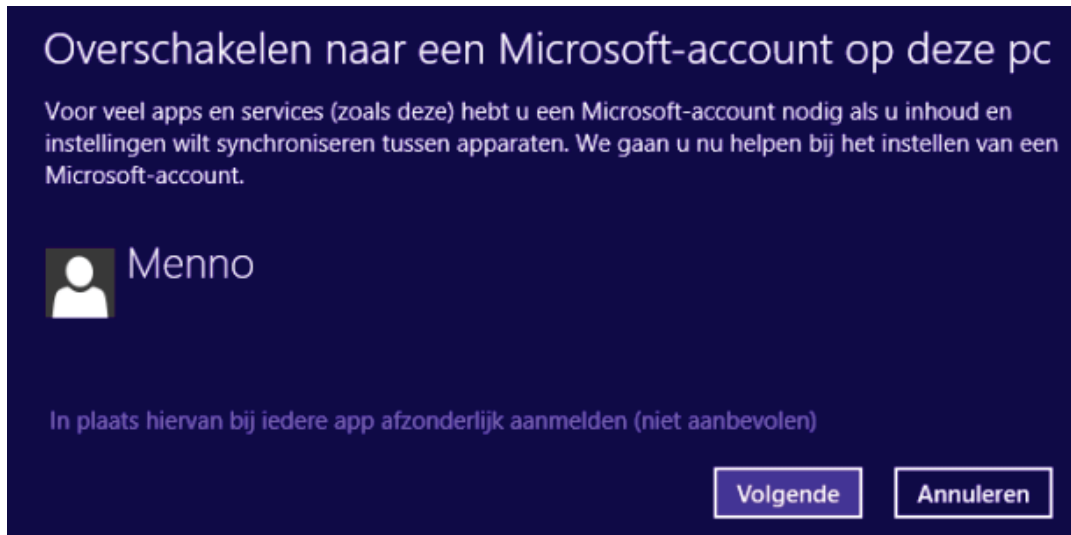 Overschakelen naar een Microsoft-account op deze pc
Voor veel apps en services (zoals deze) hebt u een Microsoft-account nodig als u inhoud en
instellingen wilt synchroniseren tussen apparaten. We gaan u nu helpen bij het instellen van een
Microsoft-account.
Menno
In plaats hiervan bij iedere app afzonderlijk aanmelden (niet aanbevolen)
Volgende
Annuleren